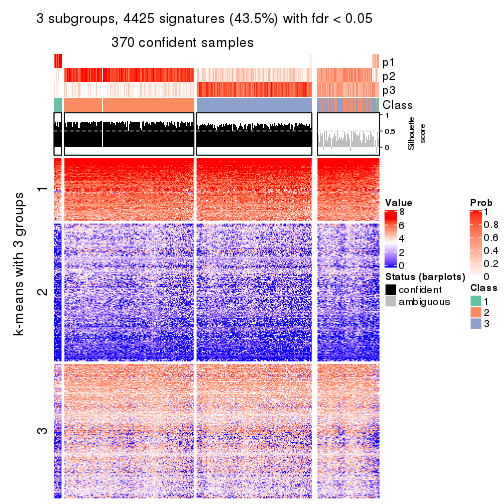 3 subgroups, 4425 signatures (43.5%) with fdr < 0.05
370 confident samples
p1
p2
p3
Class
1
0.5
0
Silhouette
score
k-means with 3 groups
1
2
3
Value
8
6
4
2
0
Status (barplots)
confident
ambiguous
Prob
1
0.8
0.6
0.4
0.2
0
Class
1
2
3